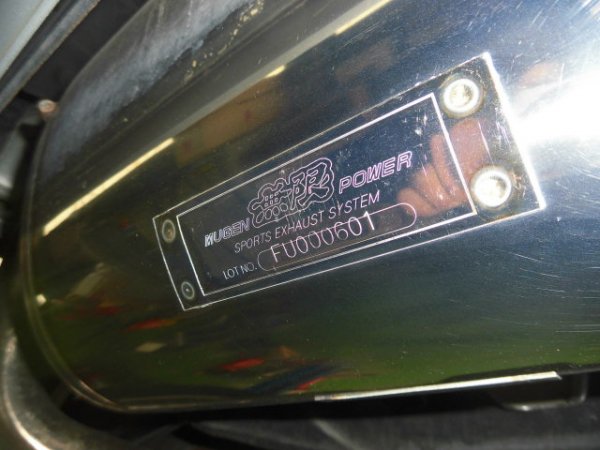 MUGEN 無限 POWER
SPORTS EXHAUST SYSTEM
LOT NO. FU000601